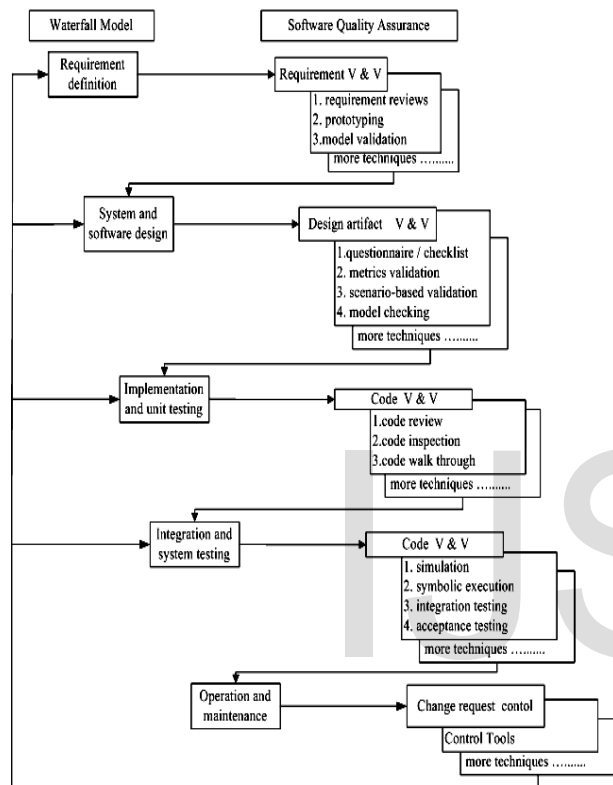 Waterfall Model
Software Quality Assurance
Requirement
definition
Requirement V & V
1. requirement reviews
2. prototyping
3.model validation
more techniques ….......
System and
software design
Design artifact V & V
1.questionnaire / checklist
2. metrics validation
3. scenario-based validation
4. model checking
more techniques ….......
Implementation
and unit testing
Code V & V
1.code review
2.code inspection
3.code walk through
more techniques ….......
Integration and
system testing
Code V & V
1. simulation
2. symbolic execution
3. integration testing
4. acceptance testing
more techniques ….......
Operation and
maintenance
Change request contol
Control Tools
more techniques ….......
IJS